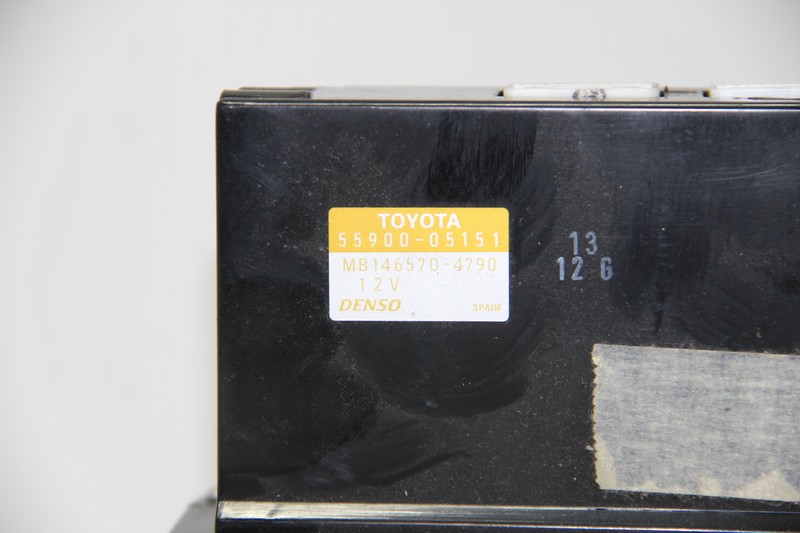 TOYOTA
55900-05151
MB146570-4790
12V
DENSO SPAIN
13
12 G